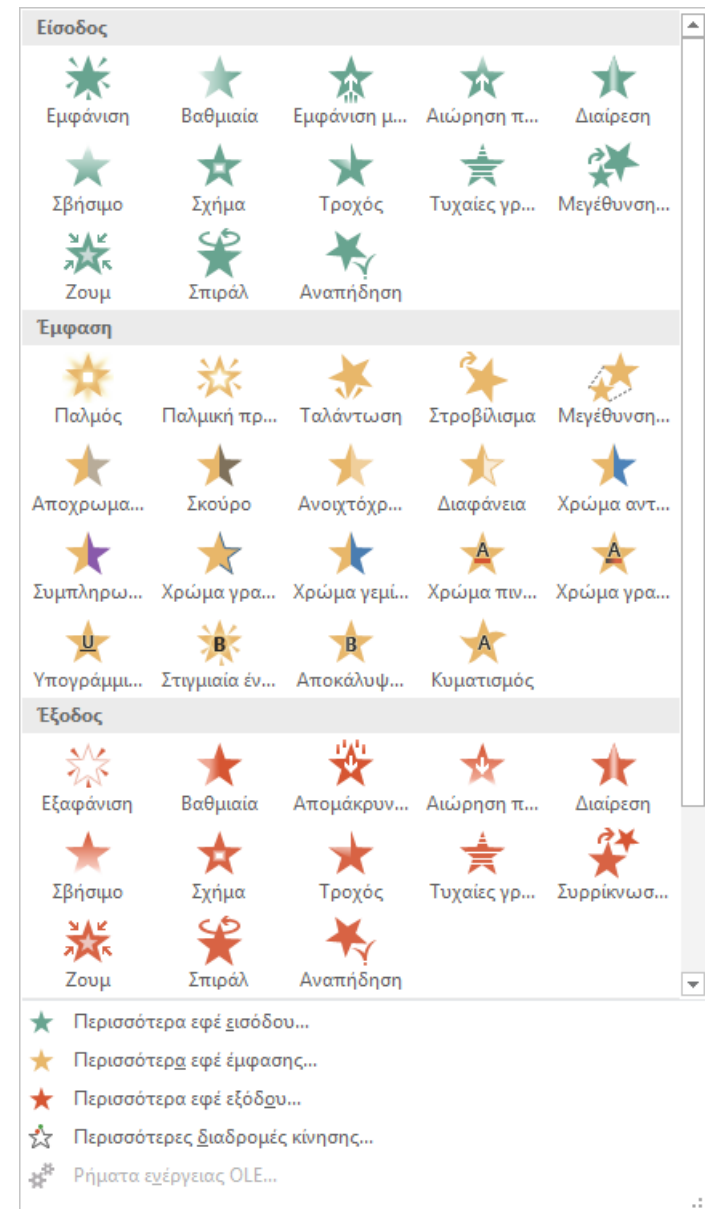 Είσοδος
Εμφάνιση Βαθμιαία Εμφάνιση μ... Αιώρηση π... Διαίρεση
Σβήσιμο Σχήμα Τροχός Τυχαίες γρ... Μεγέθυνση...
Ζουμ Σπιράλ Αναπήδηση
Έμφαση
Παλμός Παλμική πρ... Ταλάντωση Στροβίλισμα Μεγέθυνση...
Αποχρωμα... Σκούρο Ανοιχτόχρ... Διαφάνεια Χρώμα αντ...
A A
Συμπληρω... Χρώμα γρα... Χρώμα γεμί... Χρώμα πιν... Χρώμα γρα...
U B B A
Υπογράμμι... Στιγμιαία έν... Αποκάλυψ... Κυματισμός
Έξοδος
Εξαφάνιση Βαθμιαία Απομάκρυν... Αιώρηση π... Διαίρεση
Σβήσιμο Σχήμα Τροχός Τυχαίες γρ... Συρρίκνωσ...
Ζουμ Σπιράλ Αναπήδηση
Περισσότερα εφέ εισόδου...
Περισσότερα εφέ έμφασης...
Περισσότερα εφέ εξόδου...
Περισσότερες διαδρομές κίνησης...
Ρήματα ενέργειας OLE...